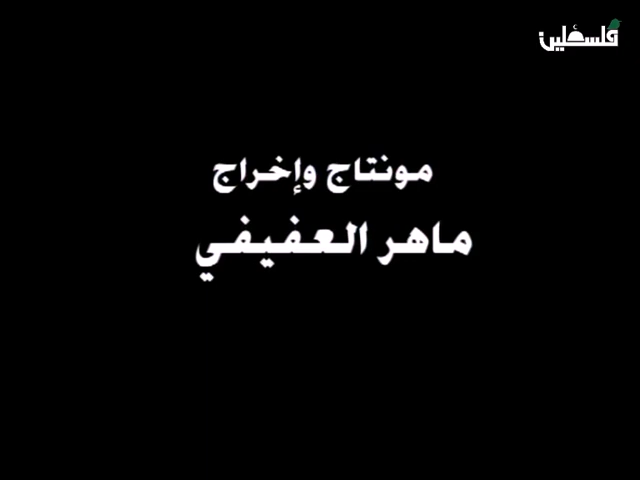 فلسطين
مونتاج وإخراج
ماهر العفيفي